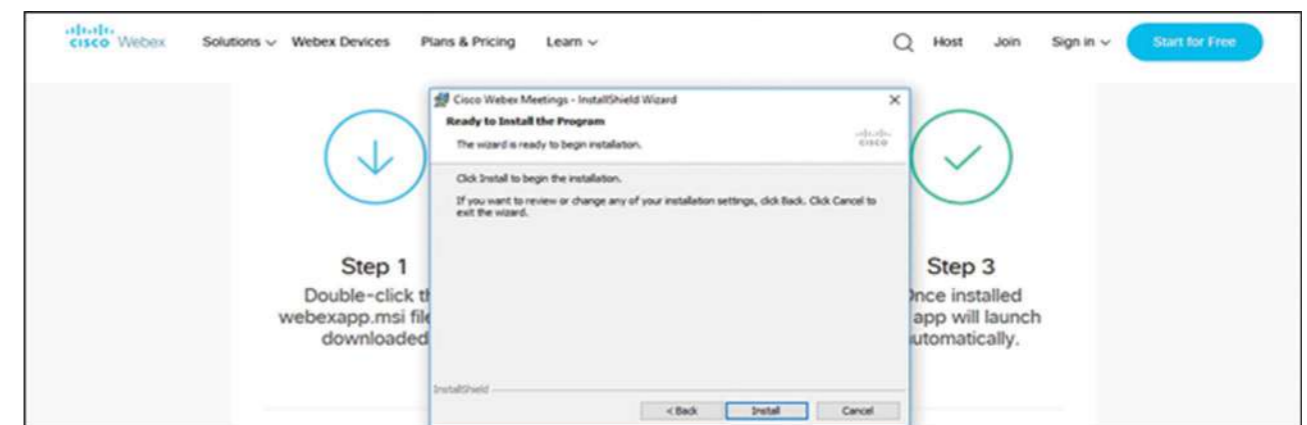 CISCO Webex Solutions Webex Devices Plans & Pricing Learn Host Join Sign in Start for Free
Cisco Webex Meetings - InstallShield Wizard
Ready to Install the Program
The wizard is ready to begin installation.
CISCO
Click Install to begin the installation.
If you want to review or change any of your installation settings, click Back. Click Cancel to
exit the wizard.
InstallShield
< Back Install Cancel
Step 1
Double-click
webexapp.msi
downloaded
Step 3
installed
app will launch
automatically.